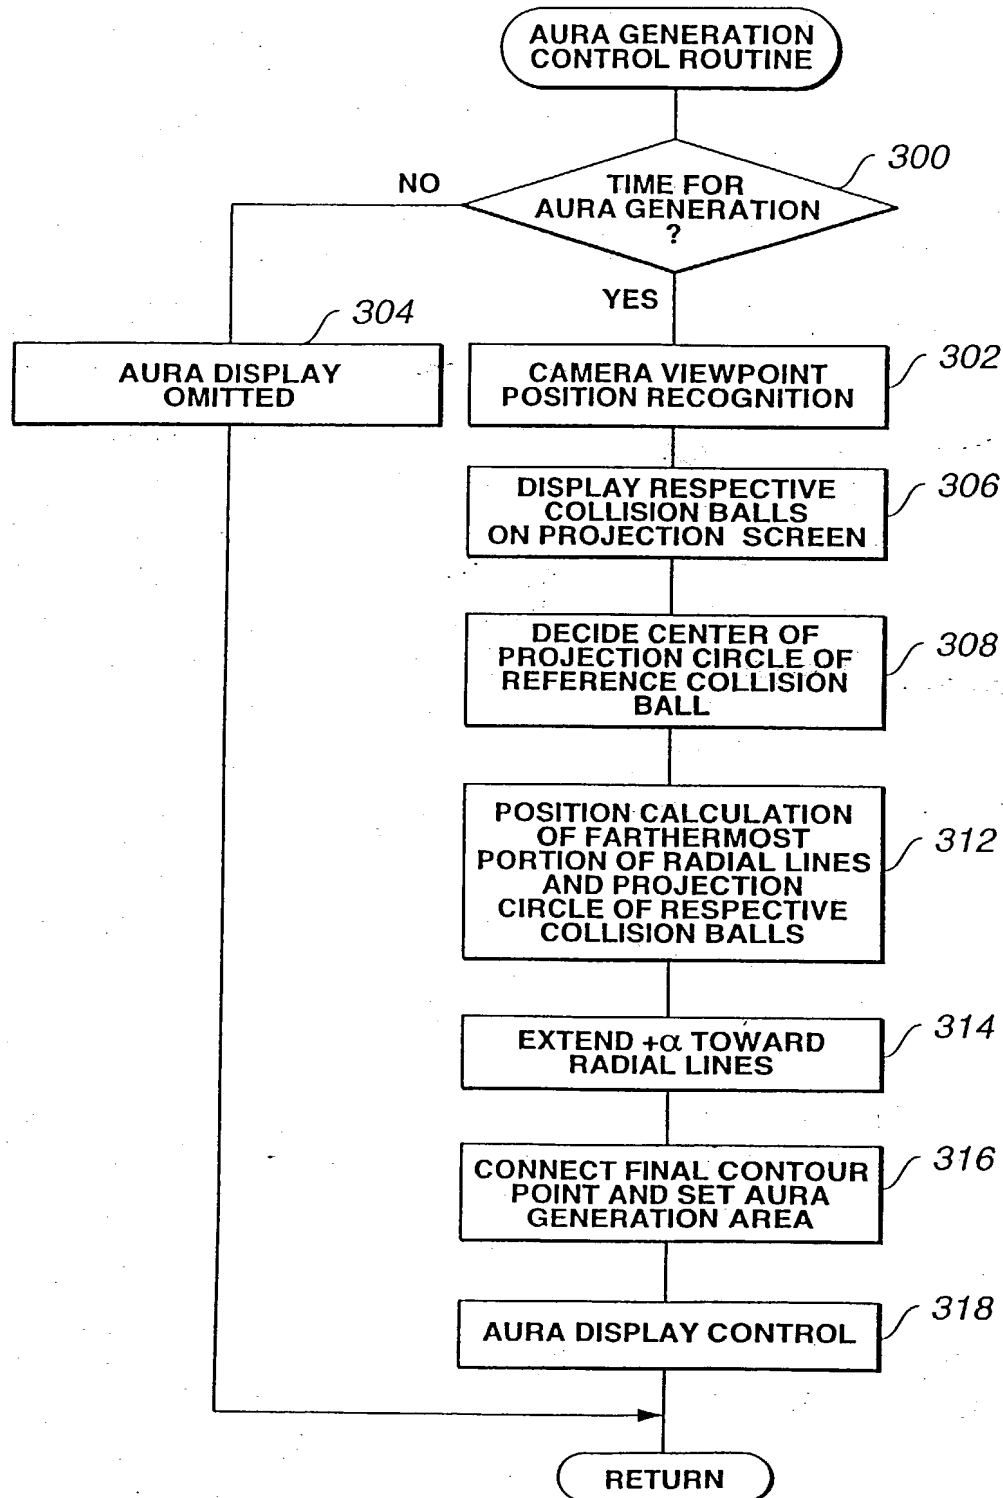 AURA GENERATION
CONTROL ROUTINE
300
NO
TIME FOR
AURA GENERATION
?
YES
304
AURA DISPLAY
OMITTED
302
CAMERA VIEWPOINT
POSITION RECOGNITION
306
DISPLAY RESPECTIVE
COLLISION BALLS
ON PROJECTION SCREEN
308
DECIDE CENTER OF
PROJECTION CIRCLE OF
REFERENCE COLLISION
BALL
312
POSITION CALCULATION
OF FARTHERMOST
PORTION OF RADIAL LINES
AND PROJECTION
CIRCLE OF RESPECTIVE
COLLISION BALLS
314
EXTEND +α TOWARD
RADIAL LINES
316
CONNECT FINAL CONTOUR
POINT AND SET AURA
GENERATION AREA
318
AURA DISPLAY CONTROL
RETURN